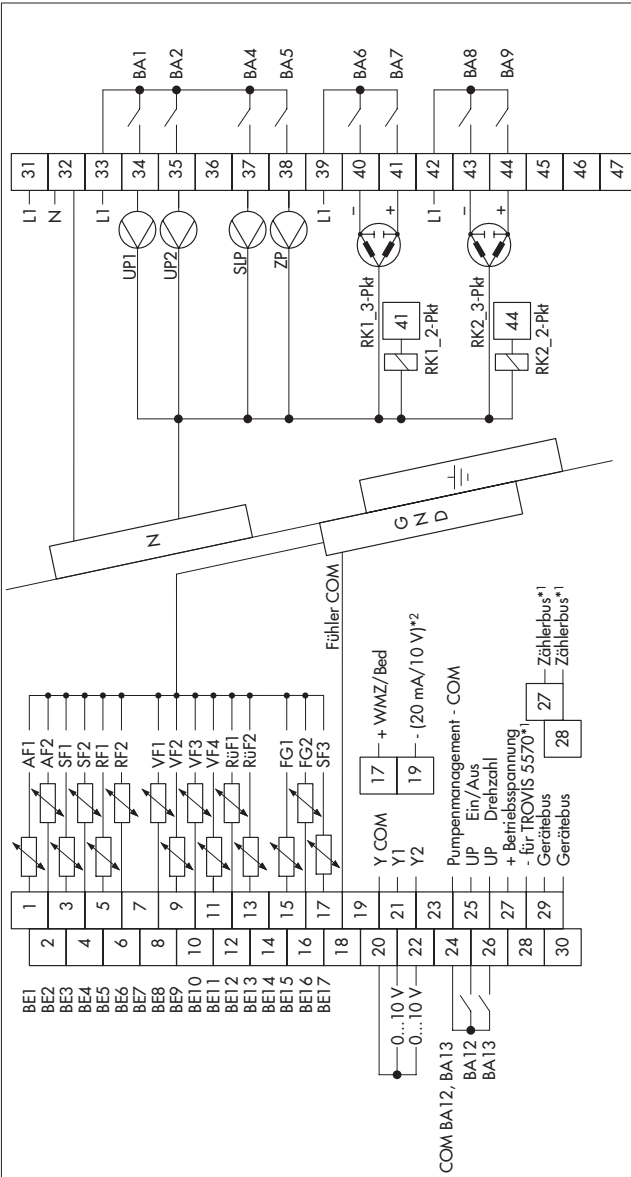 31
32
33
34
35
36
37
38
39
40
41
42
43
44
45
46
47
BA1
BA2
BA4
BA5
BA6
BA7
BA8
BA9
L1
N
L1
L1
L1
UP1
UP2
SLP
ZP
–
+
–
+
RK1_3-Pkt
41
RK1_2-Pkt
RK2_3-Pkt
44
RK2_2-Pkt
N
GND
Fühler COM
AF1
AF2
SF1
SF2
RF1
RF2
VF1
VF2
VF3
VF4
RüF1
RüF2
FG1
FG2
SF3
17 + WMZ/Bed
19 - (20 mA/10 V)*2
Y COM
Y1
Y2
Pumpenmanagement - COM
UP Ein/Aus
UP Drehzahl
+ Betriebsspannung
- für TROVIS 5570*1
Gerätebus
Gerätebus
27 Zählerbus*1
28 Zählerbus*1
1
2
3
4
5
6
7
8
9
10
11
12
13
14
15
16
17
18
19
20
21
22
23
24
25
26
27
28
29
30
BE1
BE2
BE3
BE4
BE5
BE6
BE7
BE8
BE9
BE10
BE11
BE12
BE13
BE14
BE15
BE16
BE17
0...10 V
0...10 V
COM BA12, BA13
BA12
BA13